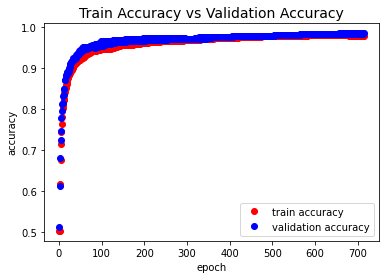 Train Accuracy vs Validation Accuracy
1.0
0.9
0.8
0.7
0.6
0.5
accuracy
train accuracy
validation accuracy
0 100 200 300 400 500 600 700
epoch